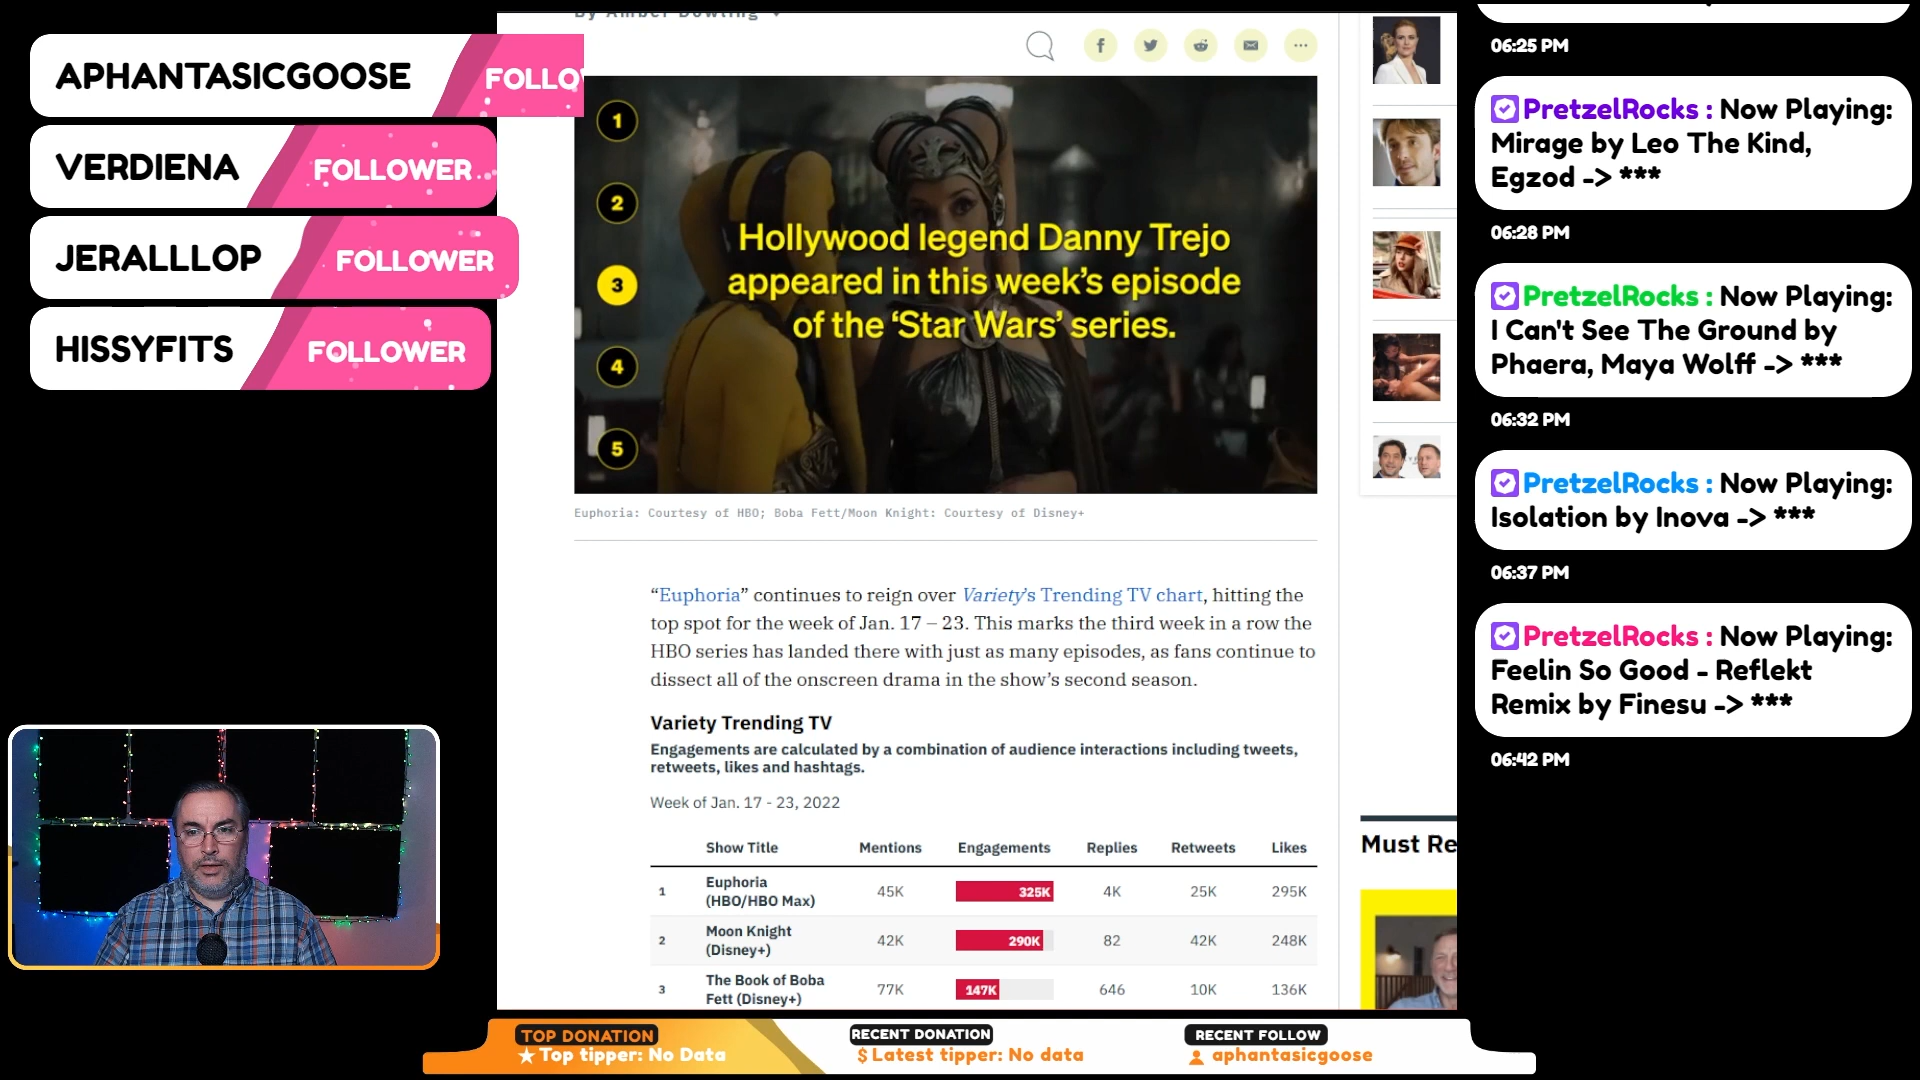 By Amber Dowling
APHANTASICGOOSE
FOLLO
VERDIENA
FOLLOWER
JERALLLOP
FOLLOWER
HISSYFITS
FOLLOWER
1
2
3
4
5
Hollywood legend Danny Trejo
appeared in this week’s episode
of the ‘Star Wars’ series.
Euphoria: Courtesy of HBO; Boba Fett/Moon Knight: Courtesy of Disney+
“Euphoria” continues to reign over Variety’s Trending TV chart, hitting the
top spot for the week of Jan. 17 – 23. This marks the third week in a row the
HBO series has landed there with just as many episodes, as fans continue to
dissect all of the onscreen drama in the show’s second season.
Variety Trending TV
Engagements are calculated by a combination of audience interactions including tweets,
retweets, likes and hashtags.
Week of Jan. 17 - 23, 2022
Show Title Mentions Engagements Replies Retweets Likes
1 Euphoria (HBO/HBO Max) 45K 325K 4K 25K 295K
2 Moon Knight (Disney+) 42K 290K 82 42K 248K
3 The Book of Boba Fett (Disney+) 77K 147K 646 10K 136K
Must Re
06:25 PM
PretzelRocks : Now Playing:
Mirage by Leo The Kind,
Egzod -> ***
06:28 PM
PretzelRocks : Now Playing:
I Can't See The Ground by
Phaera, Maya Wolff -> ***
06:32 PM
PretzelRocks : Now Playing:
Isolation by Inova -> ***
06:37 PM
PretzelRocks : Now Playing:
Feelin So Good - Reflekt
Remix by Finesu -> ***
06:42 PM
TOP DONATION
★ Top tipper: No Data
RECENT DONATION
$ Latest tipper: No data
RECENT FOLLOW
aphantasicgoose